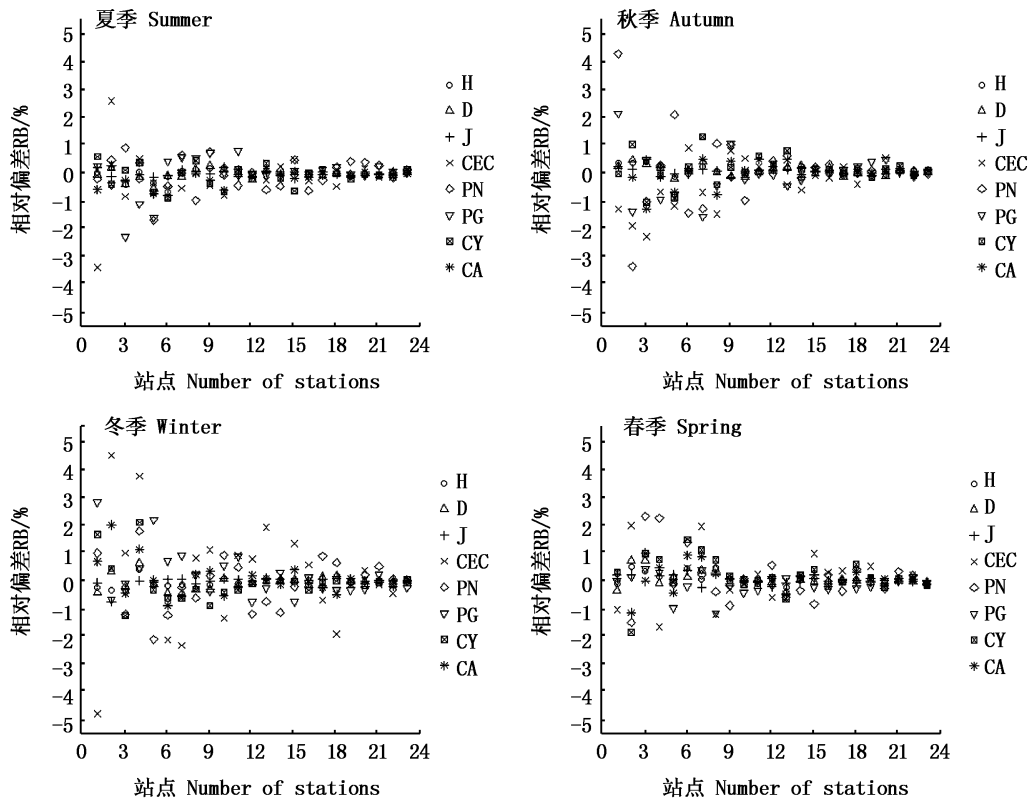 夏季 Summer
相对偏差RB/%
5
4
3
2
1
0
-1
-2
-3
-4
-5
0 3 6 9 12 15 18 21 24
站点 Number of stations
H
D
J
CEC
PN
PG
CY
CA
秋季 Autumn
相对偏差RB/%
5
4
3
2
1
0
-1
-2
-3
-4
-5
0 3 6 9 12 15 18 21 24
站点 Number of stations
H
D
J
CEC
PN
PG
CY
CA
冬季 Winter
相对偏差RB/%
5
4
3
2
1
0
-1
-2
-3
-4
-5
0 3 6 9 12 15 18 21 24
站点 Number of stations
H
D
J
CEC
PN
PG
CY
CA
春季 Spring
相对偏差RB/%
5
4
3
2
1
0
-1
-2
-3
-4
-5
0 3 6 9 12 15 18 21 24
站点 Number of stations
H
D
J
CEC
PN
PG
CY
CA